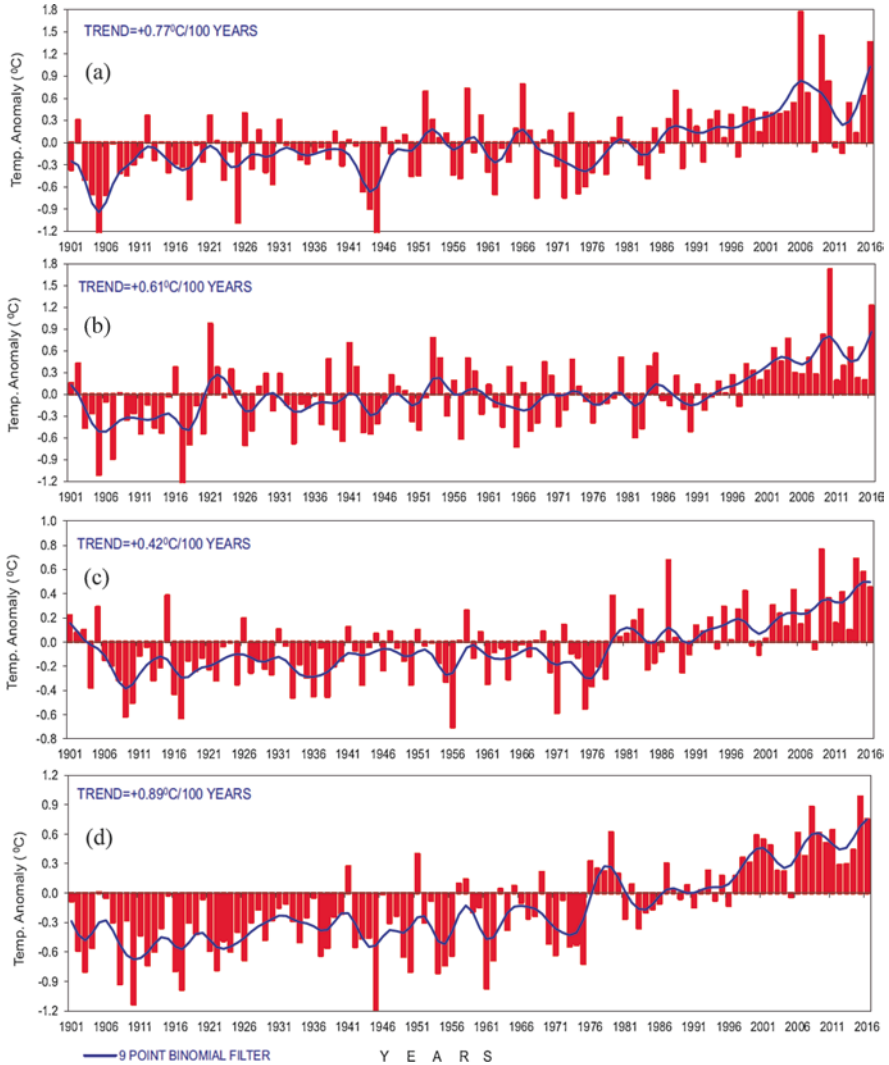 TREND=+0.77⁰C/100 YEARS
(a)
Temp. Anomaly (⁰C)
1.8
1.5
1.2
0.9
0.6
0.3
0.0
-0.3
-0.6
-0.9
-1.2
1901 1906 1911 1916 1921 1926 1931 1936 1941 1946 1951 1956 1961 1966 1971 1976 1981 1986 1991 1996 2001 2006 2011 2016
TREND=+0.61⁰C/100 YEARS
(b)
Temp. Anomaly (⁰C)
1.8
1.5
1.2
0.9
0.6
0.3
0.0
-0.3
-0.6
-0.9
-1.2
1901 1906 1911 1916 1921 1926 1931 1936 1941 1946 1951 1956 1961 1966 1971 1976 1981 1986 1991 1996 2001 2006 2011 2016
TREND=+0.42⁰C/100 YEARS
(c)
Temp. Anomaly (⁰C)
1.0
0.8
0.6
0.4
0.2
0.0
-0.2
-0.4
-0.6
-0.8
1901 1906 1911 1916 1921 1926 1931 1936 1941 1946 1951 1956 1961 1966 1971 1976 1981 1986 1991 1996 2001 2006 2011 2016
TREND=+0.89⁰C/100 YEARS
(d)
Temp. Anomaly (⁰C)
1.2
0.9
0.6
0.3
0.0
-0.3
-0.6
-0.9
-1.2
1901 1906 1911 1916 1921 1926 1931 1936 1941 1946 1951 1956 1961 1966 1971 1976 1981 1986 1991 1996 2001 2006 2011 2016
9 POINT BINOMIAL FILTER Y E A R S